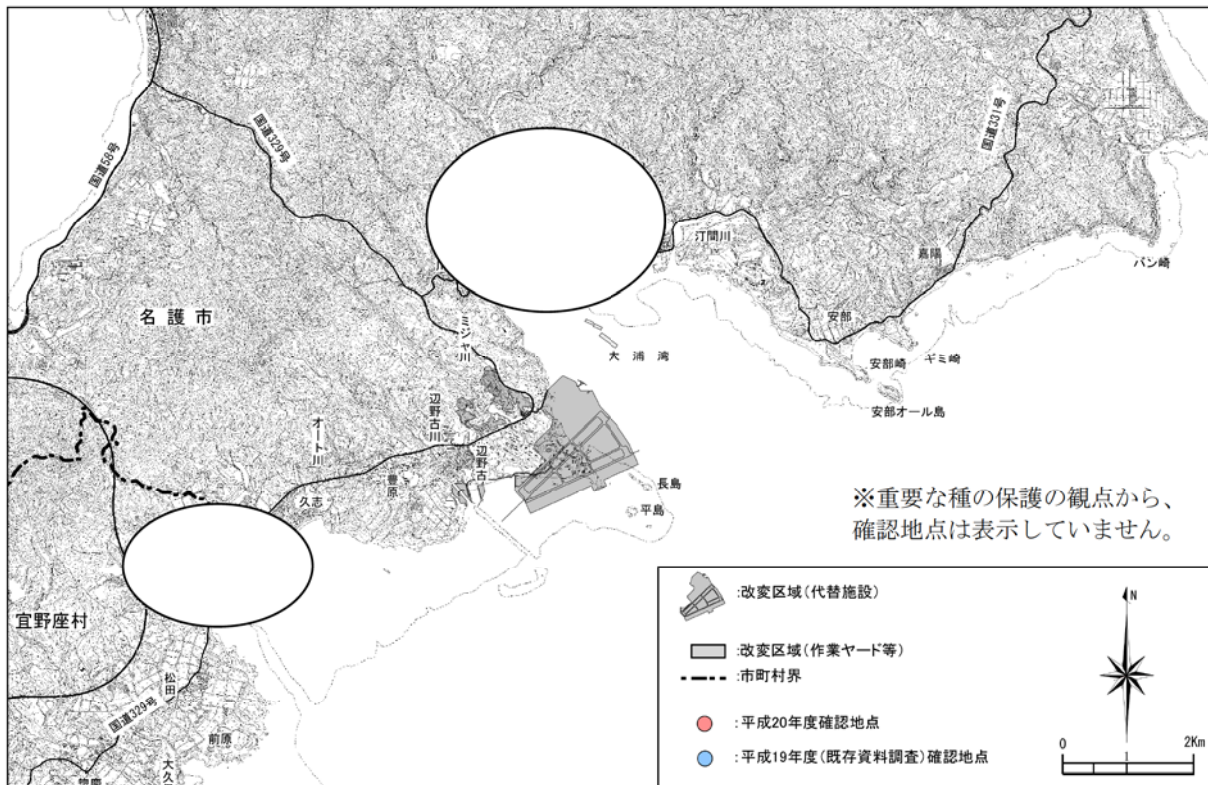 国道58号
国道329号
国道331号
汀間川
嘉陽
バン崎
名護市
ミジャ川
大浦湾
安部
安部崎
ギミ崎
安部オール島
辺野古川
オート川
辺野古
豊原
久志
長島
平島
※重要な種の保護の観点から、
確認地点は表示していません。
宜野座村
松田
国道329号
前原
:改変区域(代替施設)
:改変区域(作業ヤード等)
:市町村界
:平成20年度確認地点
:平成19年度(既存資料調査)確認地点
N
0 1 2Km